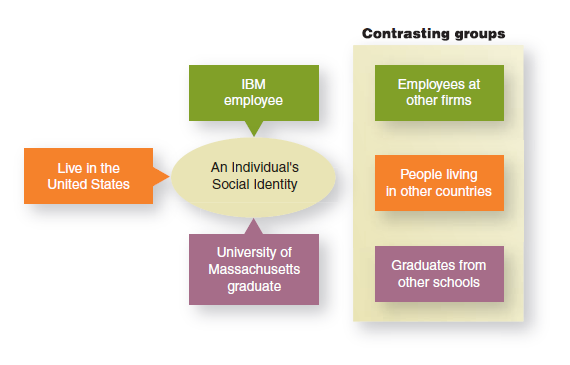 Contrasting groups
IBM
employee
Employees at
other firms
Live in the
United States
An Individual's
Social Identity
People living
in other countries
University of
Massachusetts
graduate
Graduates from
other schools